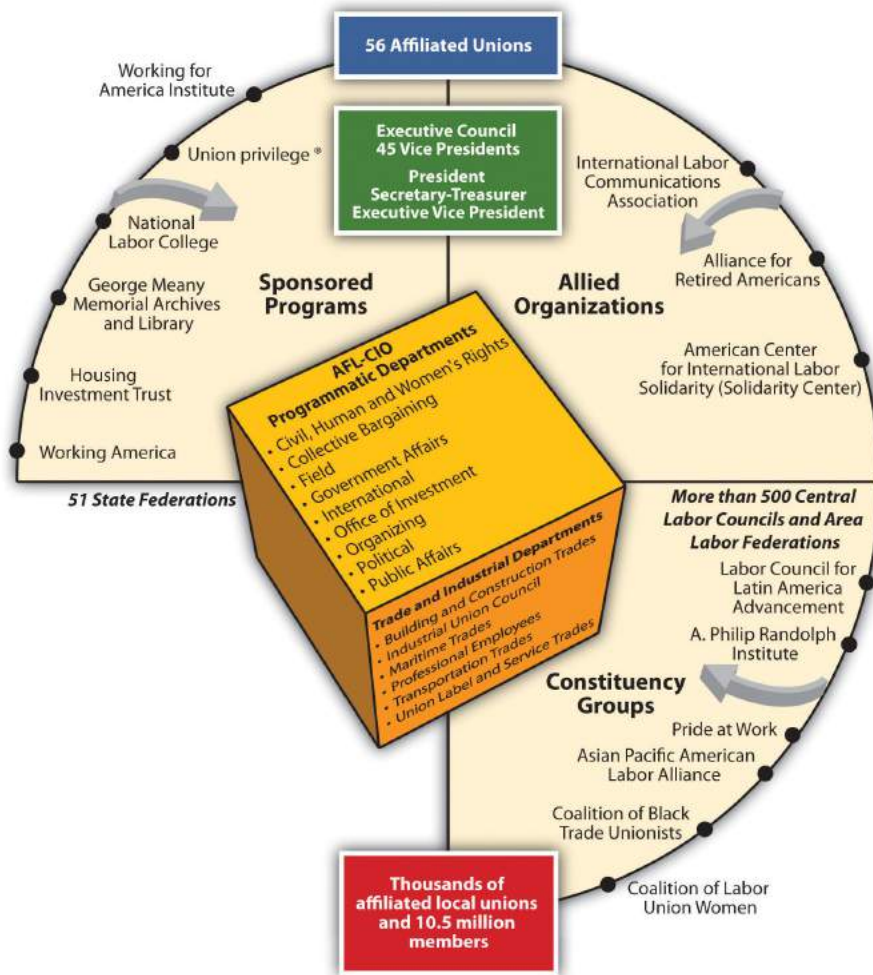 56 Affiliated Unions
Executive Council
45 Vice Presidents
President
Secretary-Treasurer
Executive Vice President
Working for
America Institute
Union privilege ®
National
Labor College
George Meany
Memorial Archives
and Library
Housing
Investment Trust
Working America
Sponsored
Programs
International Labor
Communications
Association
Alliance for
Retired Americans
American Center
for International Labor
Solidarity (Solidarity Center)
Allied
Organizations
AFL-CIO
Programmatic Departments
• Civil, Human and Women's Rights
• Collective Bargaining
• Field
• Government Affairs
• International
• Office of Investment
• Organizing
• Political
• Public Affairs
Trade and Industrial Departments
• Building and Construction Trades
• Industrial Union Council
• Maritime Trades
• Professional Employees
• Transportation Trades
• Union Label and Service Trades
51 State Federations
More than 500 Central
Labor Councils and Area
Labor Federations
Labor Council for
Latin America
Advancement
A. Philip Randolph
Institute
Constituency
Groups
Pride at Work
Asian Pacific American
Labor Alliance
Coalition of Black
Trade Unionists
Coalition of Labor
Union Women
Thousands of
affiliated local unions
and 10.5 million
members